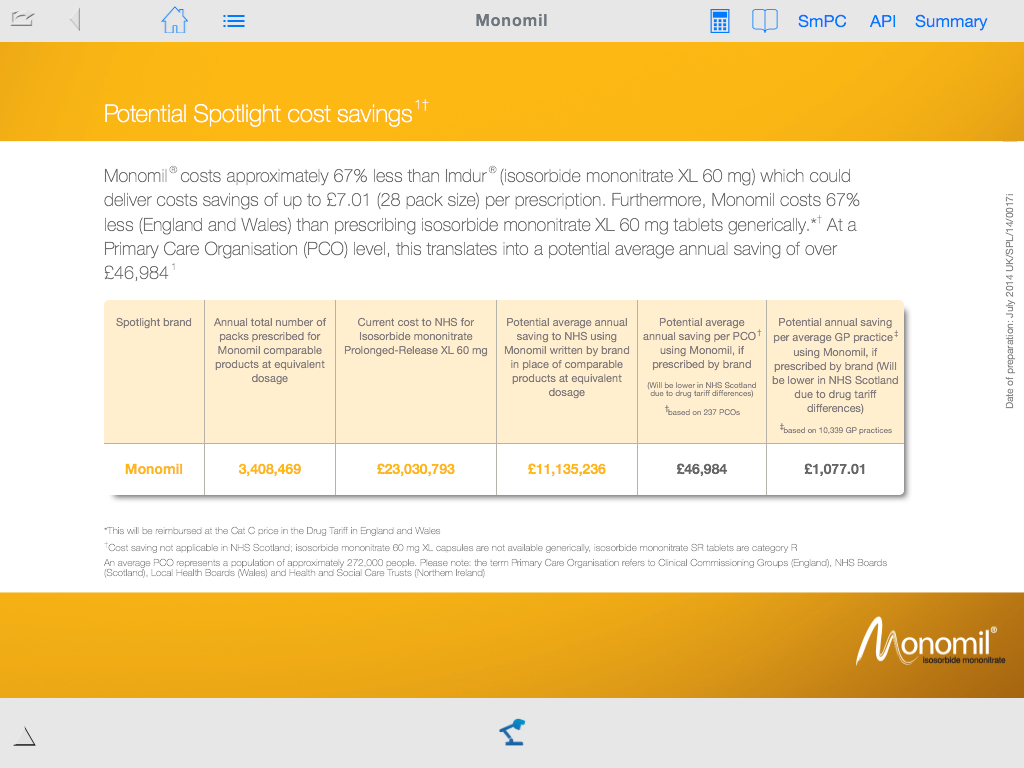 Monomil
SmPC API Summary
Potential Spotlight cost savings¹†
Monomil® costs approximately 67% less than Imdur® (isosorbide mononitrate XL 60 mg) which could
deliver costs savings of up to £7.01 (28 pack size) per prescription. Furthermore, Monomil costs 67%
less (England and Wales) than prescribing isosorbide mononitrate XL 60 mg tablets generically.*† At a
Primary Care Organisation (PCO) level, this translates into a potential average annual saving of over
£46,984¹
Spotlight brand
Annual total number of
packs prescribed for
Monomil comparable
products at equivalent
dosage
Current cost to NHS for
Isosorbide mononitrate
Prolonged-Release XL 60 mg
Potential average annual
saving to NHS using
Monomil written by brand
in place of comparable
products at equivalent
dosage
Potential average
annual saving per PCO†
using Monomil, if
prescribed by brand
(Will be lower in NHS Scotland
due to drug tariff differences)
‡based on 237 PCOs
Potential annual saving
per average GP practice‡
using Monomil, if
prescribed by brand (Will
be lower in NHS Scotland
due to drug tariff
differences)
‡based on 10,339 GP practices
Monomil 3,408,469 £23,030,793 £11,135,236 £46,984 £1,077.01
*This will be reimbursed at the Cat C price in the Drug Tariff in England and Wales
†Cost saving not applicable in NHS Scotland; isosorbide mononitrate 60 mg XL capsules are not available generically, isosorbide mononitrate SR tablets are category R
An average PCO represents a population of approximately 272,000 people. Please note: the term Primary Care Organisation refers to Clinical Commissioning Groups (England), NHS Boards
(Scotland), Local Health Boards (Wales) and Health and Social Care Trusts (Northern Ireland)
Date of preparation: July 2014 UK/SPL/14/0017i
Monomil®
isosorbide mononitrate